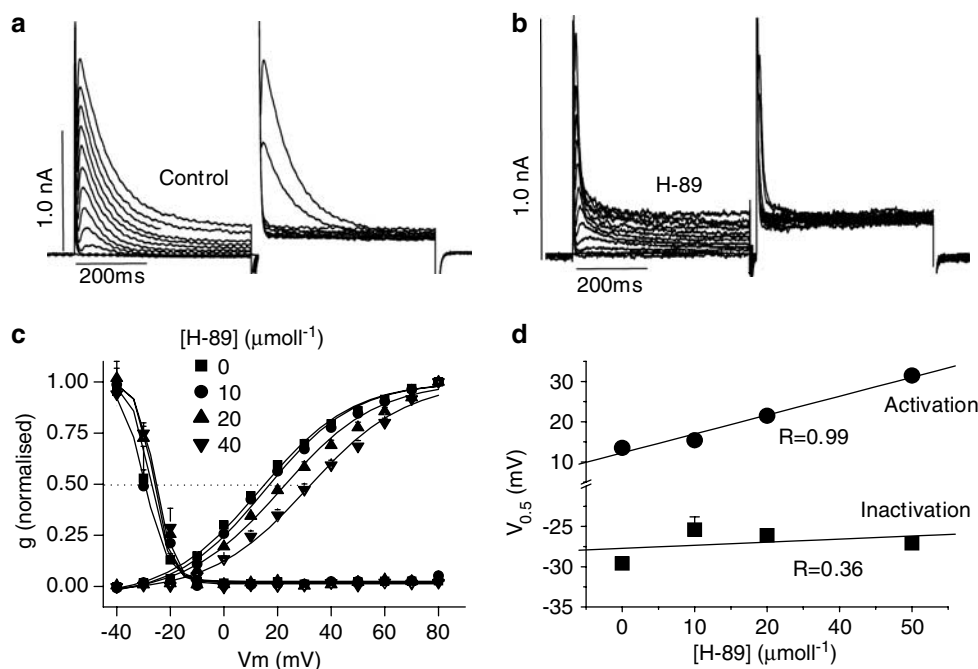 a
Control
1.0 nA
200ms
b
H-89
1.0 nA
200ms
c
[H-89] (μmoll-1)
0
10
20
40
1.00
0.75
0.50
0.25
0.00
g (normalised)
-40
-20
0
20
40
60
80
Vm (mV)
d
30
20
10
-25
-30
-35
V0.5 (mV)
Activation
R=0.99
Inactivation
R=0.36
0
10
20
50
[H-89] (μmoll-1)